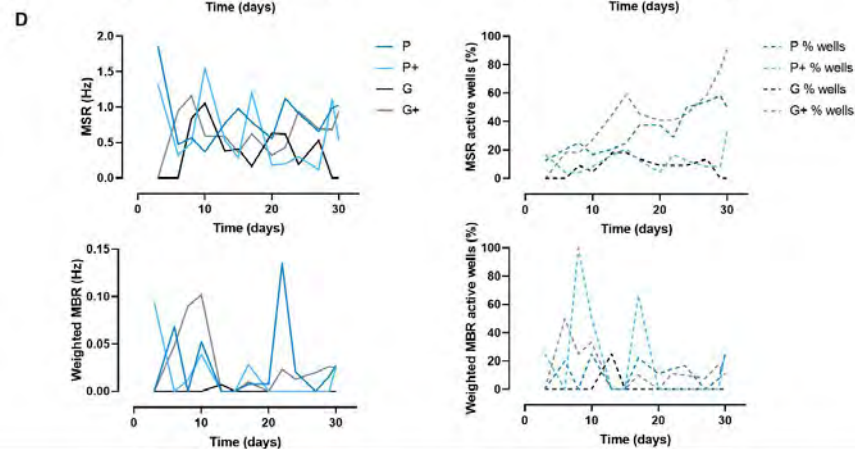 Time (days)
Time (days)
D
MSR (Hz)
2.0
1.5
1.0
0.5
0.0
0
10
20
30
Time (days)
P
P+
G
G+
MSR active wells (%)
100
80
60
40
20
0
0
10
20
30
Time (days)
P % wells
P+ % wells
G % wells
G+ % wells
Weighted MBR (Hz)
0.15
0.10
0.05
0.00
0
10
20
30
Time (days)
Weighted MBR active wells (%)
100
80
60
40
20
0
0
10
20
30
Time (days)